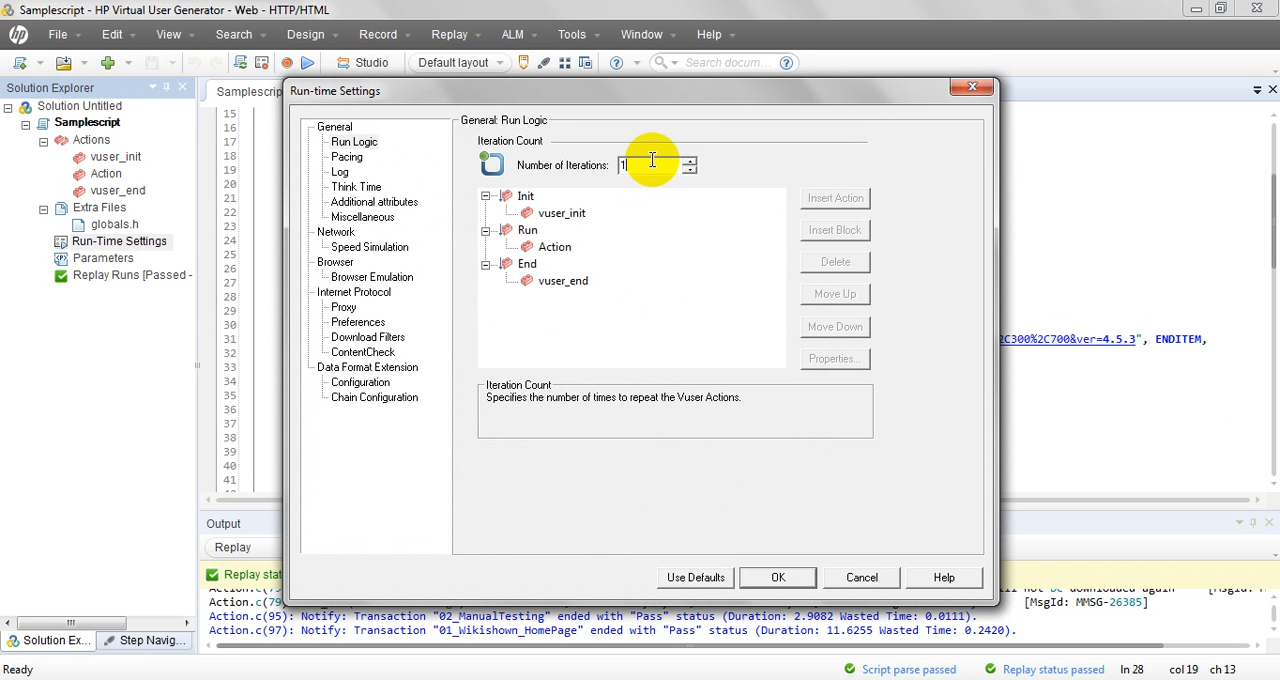 Samplescript - HP Virtual User Generator - Web - HTTP/HTML
hp File Edit View Search Design Record Replay ALM Tools Window Help
Studio Default layout ? Search docum... ?
Solution Explorer
Solution Untitled
Samplescript
Actions
vuser_init
Action
vuser_end
Extra Files
globals.h
Run-Time Settings
Parameters
Replay Runs [Passed -
Solution Ex... Step Navig...
Samplescrip
15
16
17
18
19
20
21
22
23
24
25
26
27
28
29
30
31
32
33
34
35
36
37
38
39
40
41
2C300%2C700&ver=4.5.3", ENDITEM,
Run-time Settings
General
Run Logic
Pacing
Log
Think Time
Additional attributes
Miscellaneous
Network
Speed Simulation
Browser
Browser Emulation
Internet Protocol
Proxy
Preferences
Download Filters
ContentCheck
Data Format Extension
Configuration
Chain Configuration
General: Run Logic
Iteration Count
Number of Iterations: 1
Init
vuser_init
Run
Action
End
vuser_end
Insert Action
Insert Block
Delete
Move Up
Move Down
Properties...
Iteration Count
Specifies the number of times to repeat the Vuser Actions.
Use Defaults OK Cancel Help
Output
Replay
Replay stat
[MsgId: MMSG-26385]
Action.c(95): Notify: Transaction "02_ManualTesting" ended with "Pass" status (Duration: 2.9082 Wasted Time: 0.0111).
Action.c(97): Notify: Transaction "01_Wikishown_HomePage" ended with "Pass" status (Duration: 11.6255 Wasted Time: 0.2420).
Ready Script parse passed Replay status passed ln 28 col 19 ch 13